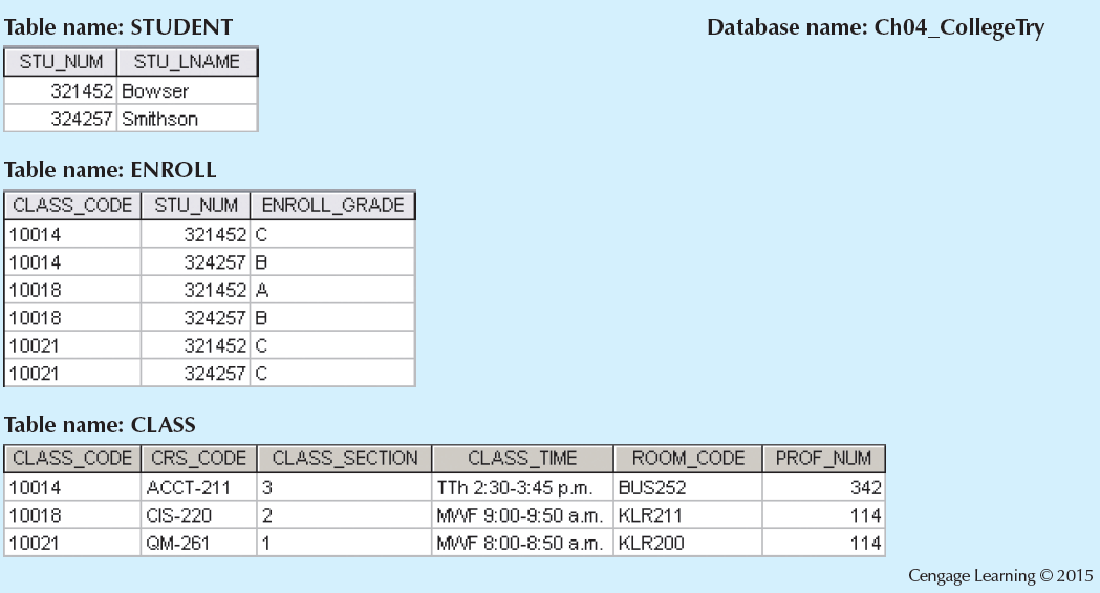 Table name: STUDENT Database name: Ch04_CollegeTry
STU_NUM STU_LNAME
321452 Bowser
324257 Smithson
Table name: ENROLL
CLASS_CODE STU_NUM ENROLL_GRADE
10014 321452 C
10014 324257 B
10018 321452 A
10018 324257 B
10021 321452 C
10021 324257 C
Table name: CLASS
CLASS_CODE CRS_CODE CLASS_SECTION CLASS_TIME ROOM_CODE PROF_NUM
10014 ACCT-211 3 TTh 2:30-3:45 p.m. BUS252 342
10018 CIS-220 2 MWF 9:00-9:50 a.m. KLR211 114
10021 QM-261 1 MWF 8:00-8:50 a.m. KLR200 114
Cengage Learning © 2015